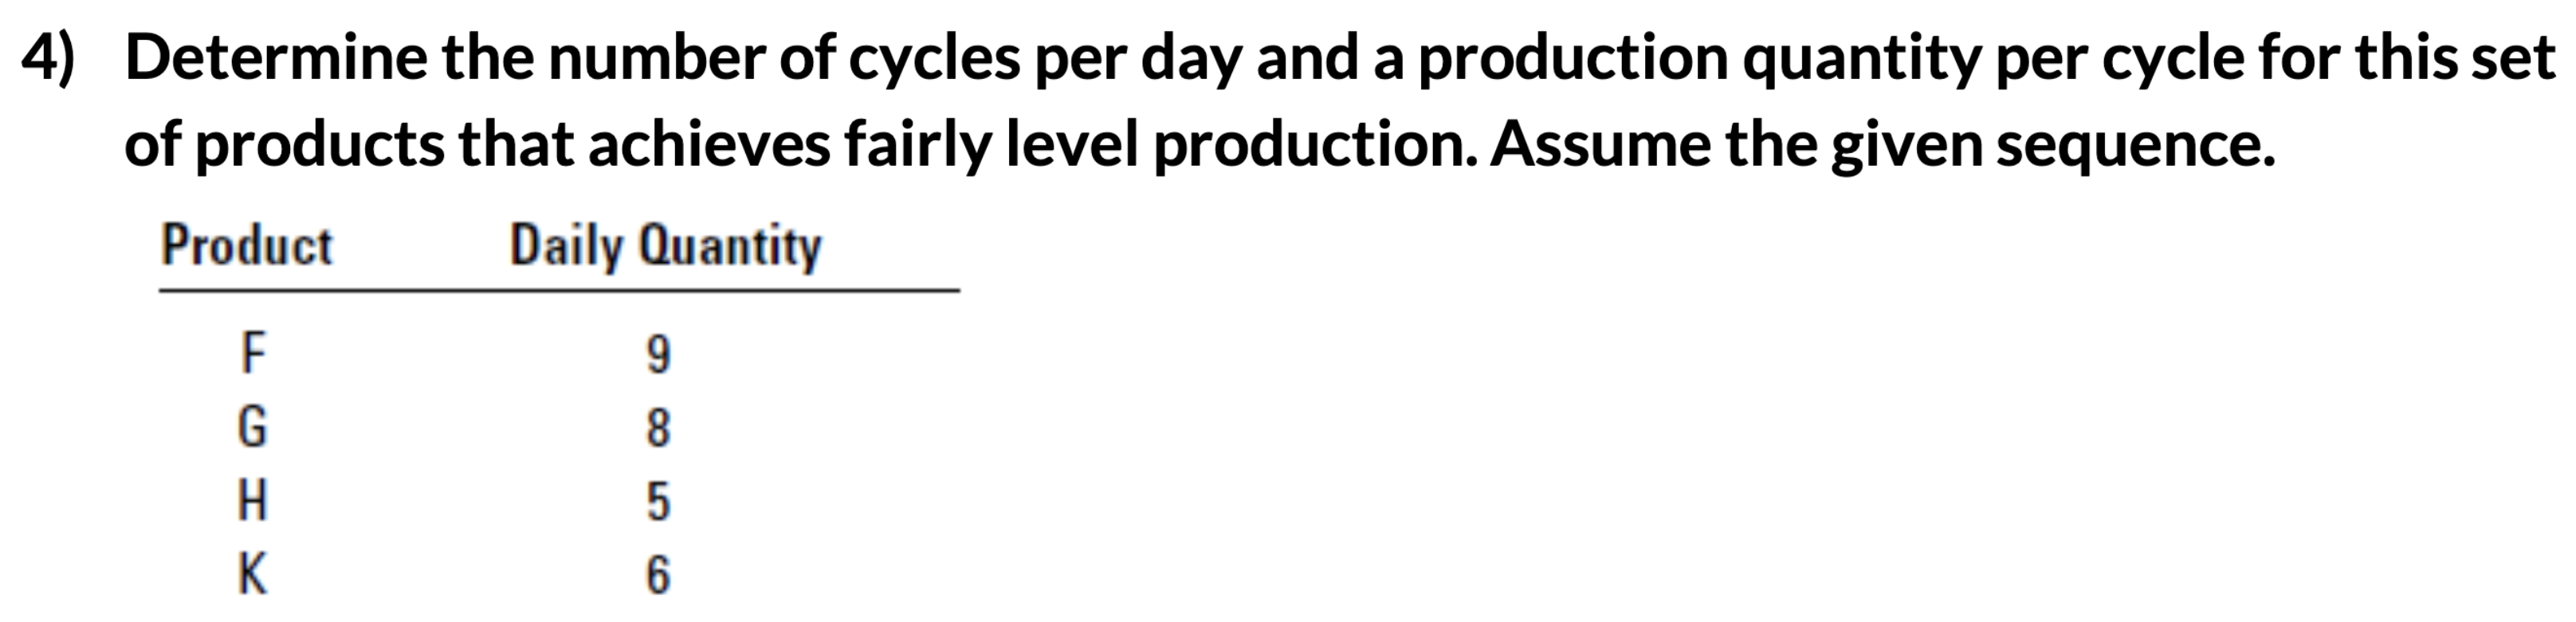 4) Determine the number of cycles per day and a production quantity per cycle for this set
of products that achieves fairly level production. Assume the given sequence.
Product Daily Quantity
F 9
G 8
H 5
K 6